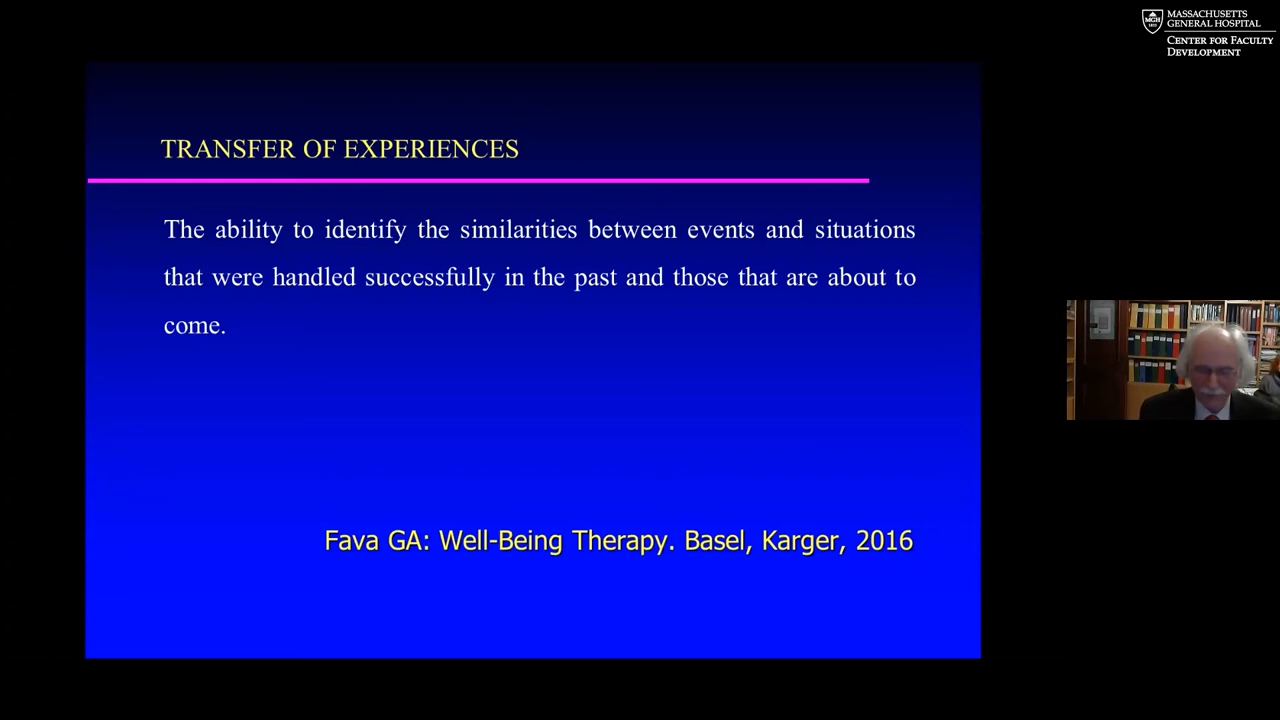 MASSACHUSETTS
GENERAL HOSPITAL
CENTER FOR FACULTY
DEVELOPMENT
MGH
1811
TRANSFER OF EXPERIENCES
The ability to identify the similarities between events and situations
that were handled successfully in the past and those that are about to
come.
Fava GA: Well-Being Therapy. Basel, Karger, 2016